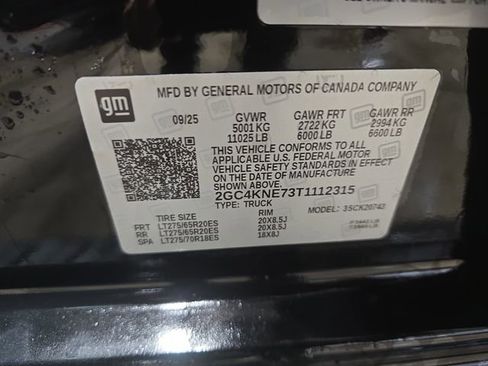 gm
MFD BY GENERAL MOTORS OF CANADA COMPANY
09/25 GVWR GAWR FRT GAWR RR
5001 KG 2722 KG 2994 KG
11025 LB 6000 LB 6600 LB
THIS VEHICLE CONFORMS TO ALL
APPLICABLE U.S. FEDERAL MOTOR
VEHICLE SAFETY STANDARDS IN EFFECT
ON THE DATE OF MANUFACTURE SHOWN ABOVE.
2GC4KNE73T1112315
TYPE: TRUCK MODEL: 3SCK20743
TIRE SIZE RIM
FRT LT275/65R20ES 20X8.5J
RR LT275/65R20ES 20X8.5J
SPA LT275/70R18ES 18X8J